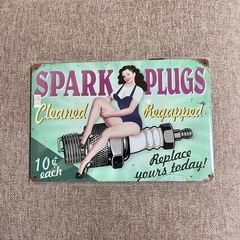 SPARK PLUGS
Cleaned Regapped
10¢
each
Replace
yours today!